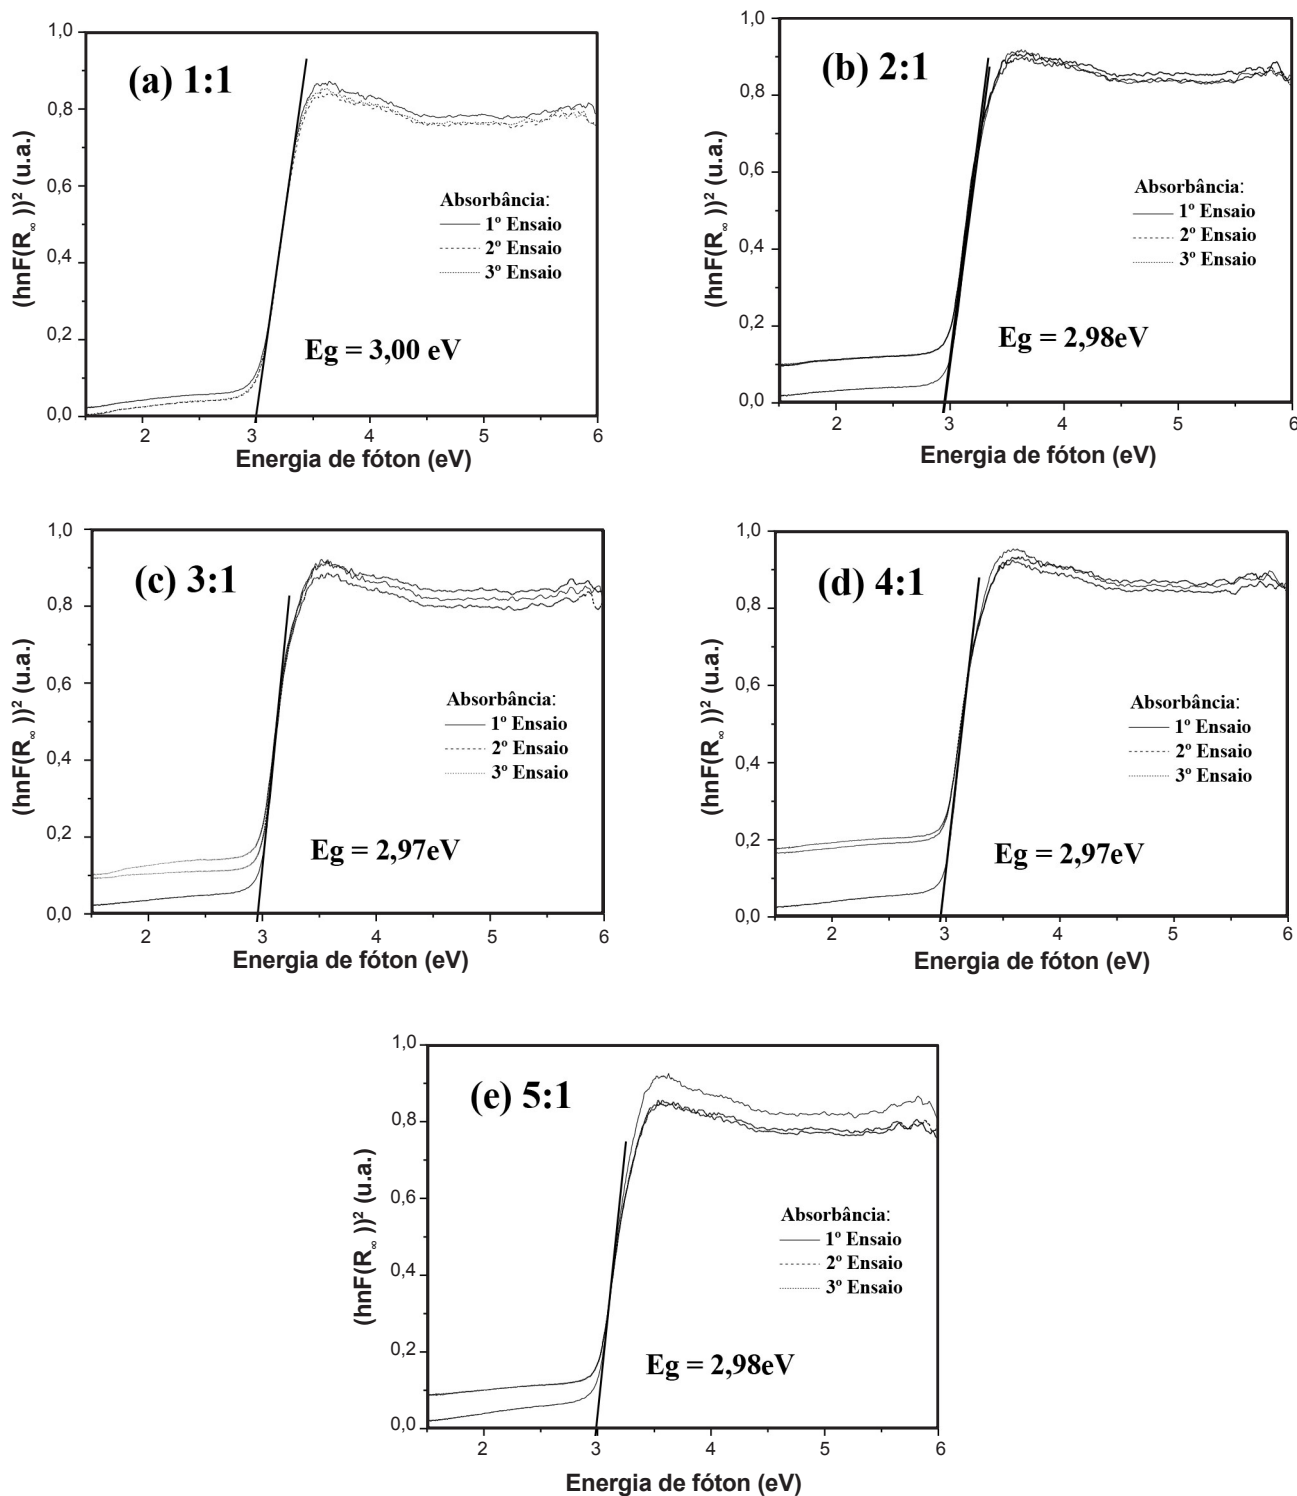 (a) 1:1
(hnF(R∞ ))² (u.a.)
1,0
0,8
0,6
0,4
0,2
0,0
Absorbância:
1º Ensaio
2º Ensaio
3º Ensaio
Eg = 3,00 eV
2 3 4 5 6
Energia de fóton (eV)
(b) 2:1
(hnF(R∞ ))² (u.a.)
1,0
0,8
0,6
0,4
0,2
0,0
Absorbância:
1º Ensaio
2º Ensaio
3º Ensaio
Eg = 2,98eV
2 3 4 5 6
Energia de fóton (eV)
(c) 3:1
(hnF(R∞ ))² (u.a.)
1,0
0,8
0,6
0,4
0,2
0,0
Absorbância:
1º Ensaio
2º Ensaio
3º Ensaio
Eg = 2,97eV
2 3 4 5 6
Energia de fóton (eV)
(d) 4:1
(hnF(R∞ ))² (u.a.)
1,0
0,8
0,6
0,4
0,2
0,0
Absorbância:
1º Ensaio
2º Ensaio
3º Ensaio
Eg = 2,97eV
2 3 4 5 6
Energia de fóton (eV)
(e) 5:1
(hnF(R∞ ))² (u.a.)
1,0
0,8
0,6
0,4
0,2
0,0
Absorbância:
1º Ensaio
2º Ensaio
3º Ensaio
Eg = 2,98eV
2 3 4 5 6
Energia de fóton (eV)